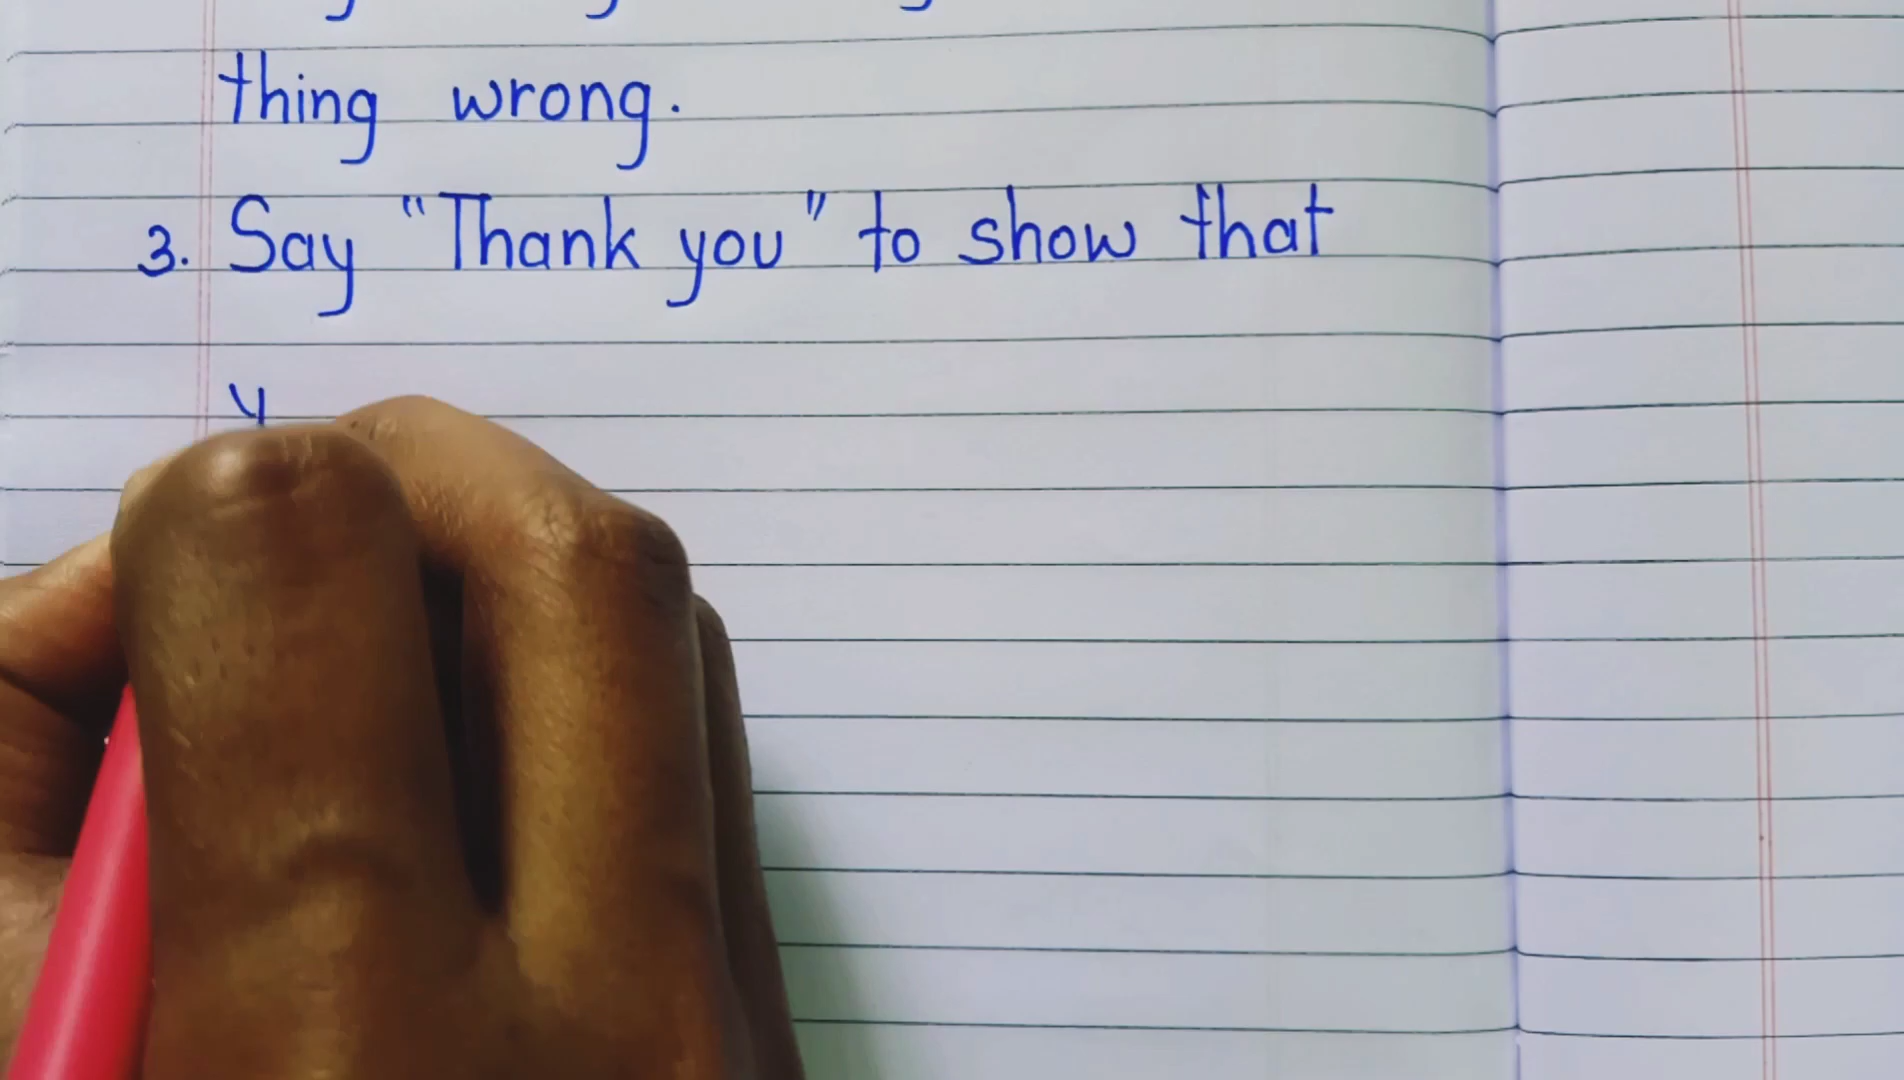 thing wrong.
3. Say "Thank you" to show that
y